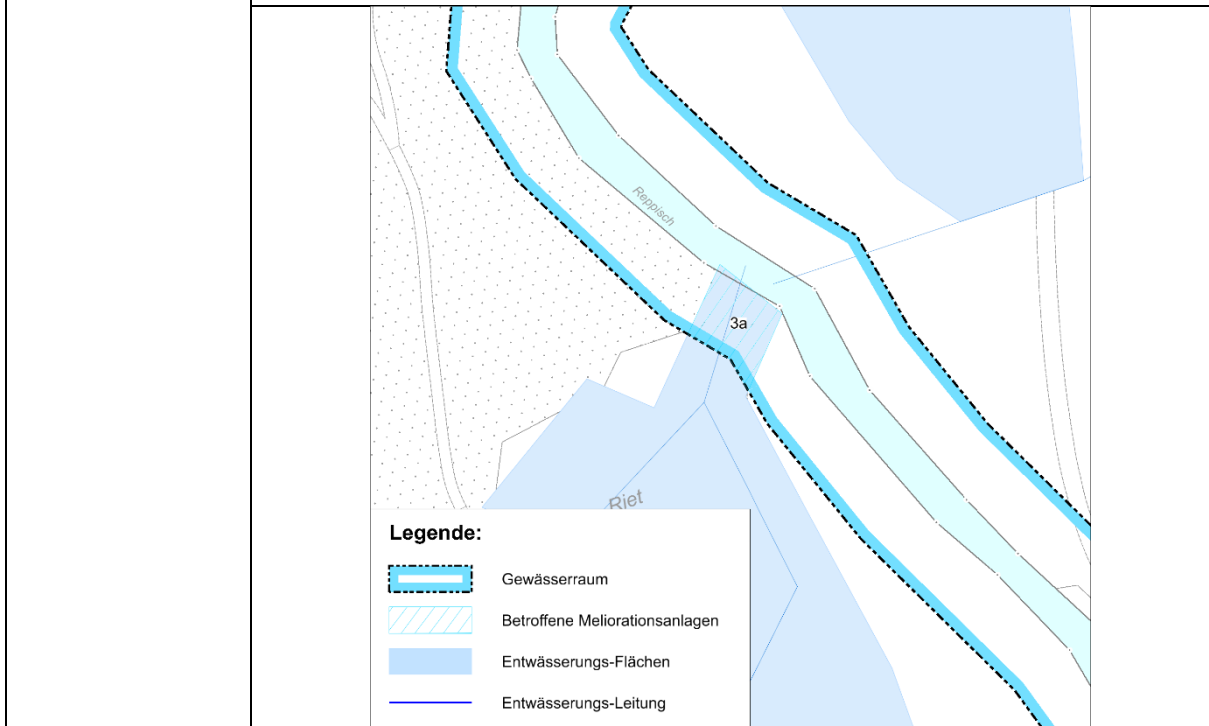 Reppisch
3a
Riet
Legende:
Gewässerraum
Betroffene Meliorationsanlagen
Entwässerungs-Flächen
Entwässerungs-Leitung